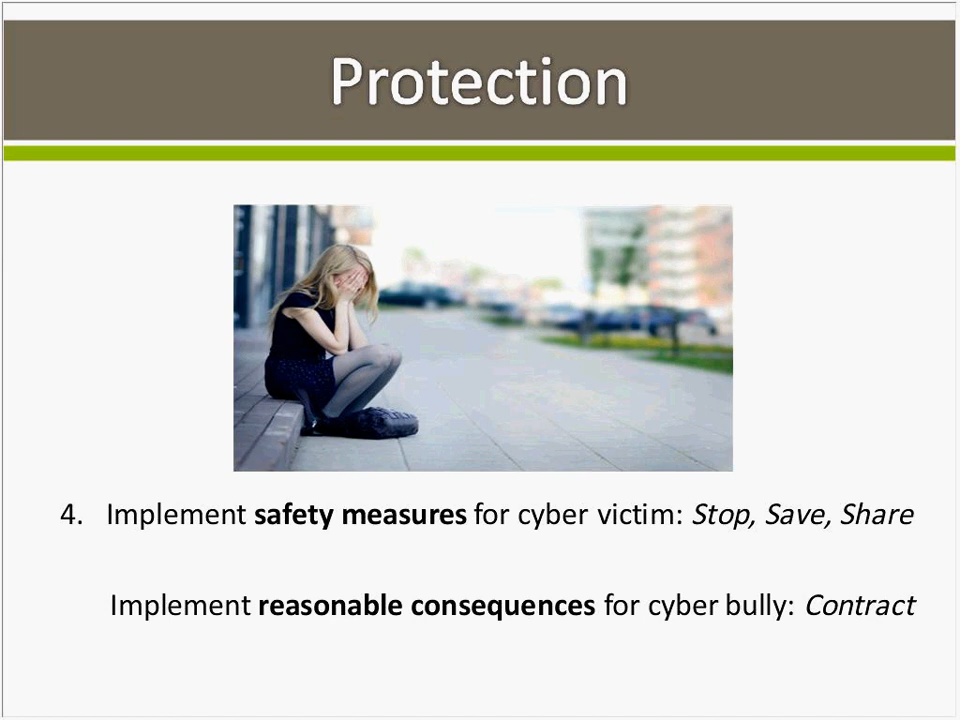 Protection
4. Implement safety measures for cyber victim: Stop, Save, Share
Implement reasonable consequences for cyber bully: Contract